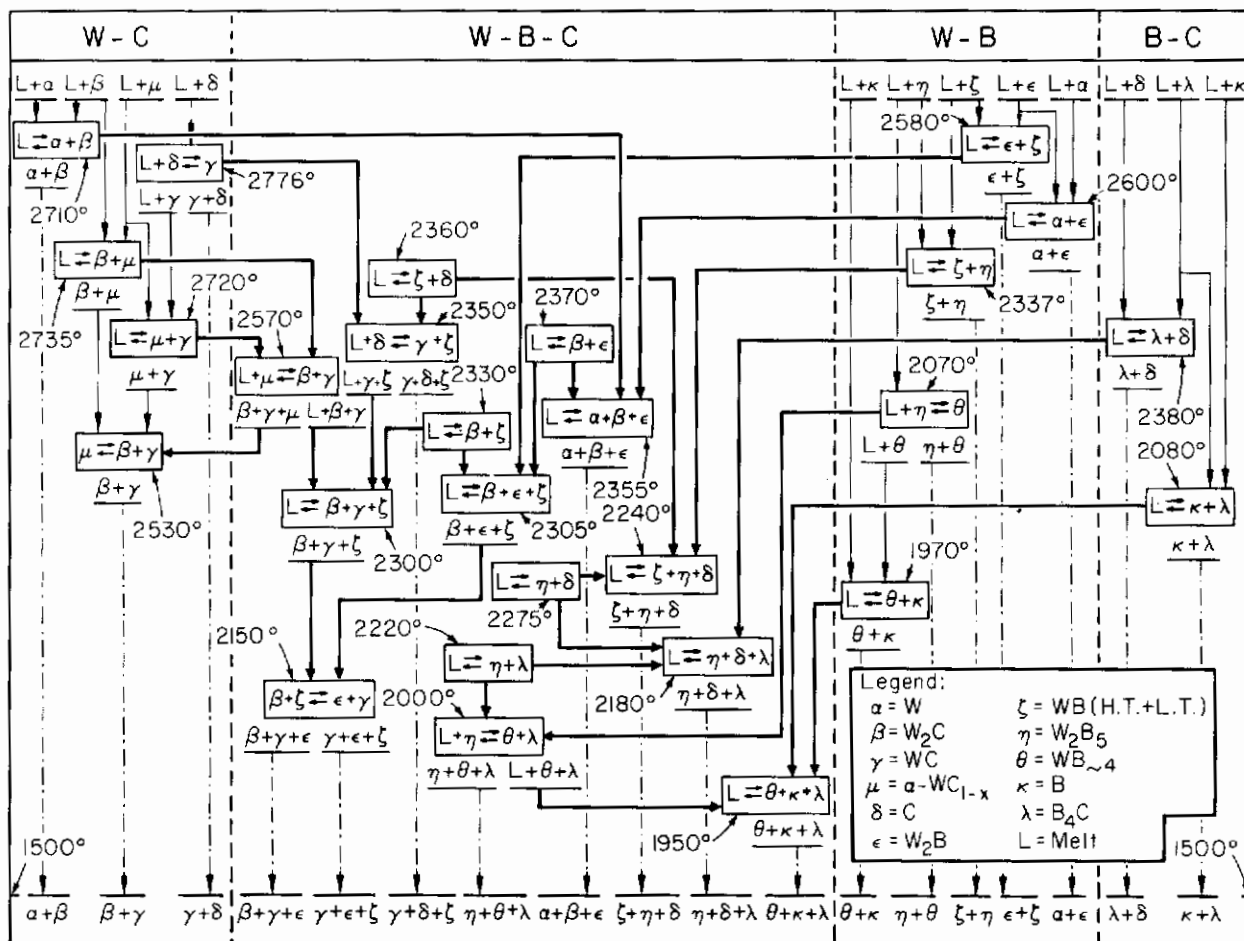 W-C W-B-C W-B B-C
L+α L+β L+μ L+δ L+κ L+η L+ζ L+ϵ L+α L+δ L+λ L+κ
2580°
L⇄α+β
L⇄ϵ+ζ
L+δ⇄γ
α+β
2776°
ϵ+ζ
2600°
L+γ γ+δ
2710°
L⇄α+ϵ
2360°
L⇄β+μ
α+ϵ
L⇄ζ+η
L⇄ζ+δ
2720°
2370°
β+μ
ζ+η
2337°
2350°
2735°
2570°
L⇄μ+γ
L+δ⇄γ+ζ
L⇄β+ϵ
L⇄λ+δ
μ+γ
2330°
2070°
L+μ⇄β+γ
L+γ+ζ γ+δ+ζ
λ+δ
L+η⇄θ
2380°
β+γ+μ L+β+γ
L⇄β+ζ
L⇄α+β+ϵ
μ⇄β+γ
L+θ η+θ
2080°
α+β+ϵ
β+γ
2355°
L⇄β+ϵ+ζ
L⇄β+γ+ζ
L⇄κ+λ
2530°
2240°
β+ϵ+ζ
2305°
β+γ+ζ
2300°
κ+λ
1970°
L⇄η+δ
L⇄ζ+η+δ
2275°
L⇄θ+κ
ζ+η+δ
2150°
2220°
θ+κ
L⇄η+λ
L⇄η+δ+λ
β+ζ⇄ϵ+γ
2000°
2180°
η+δ+λ
L+η⇄θ+λ
β+γ+ϵ γ+ϵ+ζ
η+θ+λ L+θ+λ
L⇄θ+κ+λ
1950°
θ+κ+λ
Legend:
α = W ζ = WB (H.T.+L.T.)
β = W₂C η = W₂B₅
γ = WC θ = WB~4
μ = α-WC₁₋ₓ κ = B
δ = C λ = B₄C
ϵ = W₂B L = Melt
1500° 1500°
α+β β+γ γ+δ β+γ+ϵ γ+ϵ+ζ γ+δ+ζ η+θ+λ α+β+ϵ ζ+η+δ η+δ+λ θ+κ+λ θ+κ η+θ ζ+η ϵ+ζ α+ϵ λ+δ κ+λ